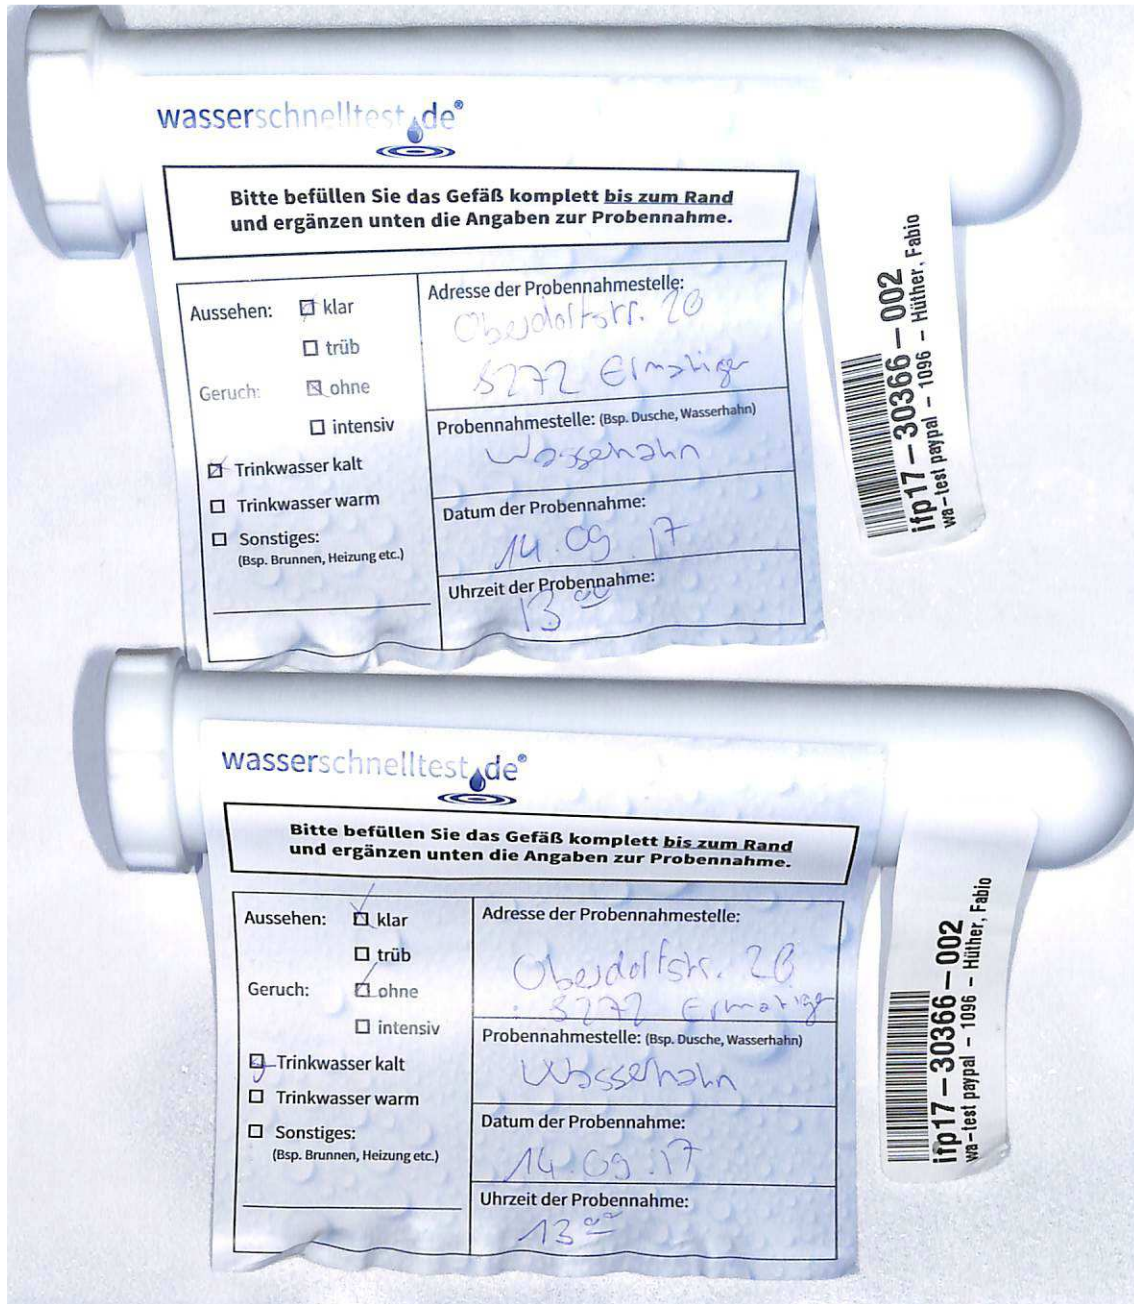 wasserschnelltest.de®
Bitte befüllen Sie das Gefäß komplett bis zum Rand
und ergänzen unten die Angaben zur Probennahme.
Aussehen: klar
trüb
Geruch: ohne
intensiv
Trinkwasser kalt
Trinkwasser warm
Sonstiges:
(Bsp. Brunnen, Heizung etc.)
Adresse der Probennahmestelle:
Oberdorfstr. 2B
8272 Ermatigen
Probennahmestelle: (Bsp. Dusche, Wasserhahn)
Wasserhahn
Datum der Probennahme:
14.09.17
Uhrzeit der Probennahme:
13⁰⁰
ifp17-30366-002
wa-test paypal - 1096 - Hüther, Fabio
wasserschnelltest.de®
Bitte befüllen Sie das Gefäß komplett bis zum Rand
und ergänzen unten die Angaben zur Probennahme.
Aussehen: klar
trüb
Geruch: ohne
intensiv
Trinkwasser kalt
Trinkwasser warm
Sonstiges:
(Bsp. Brunnen, Heizung etc.)
Adresse der Probennahmestelle:
Oberdorfstr. 2B
8272 Ermatigen
Probennahmestelle: (Bsp. Dusche, Wasserhahn)
Wasserhahn
Datum der Probennahme:
14.09.17
Uhrzeit der Probennahme:
13⁰⁰
ifp17-30366-002
wa-test paypal - 1096 - Hüther, Fabio